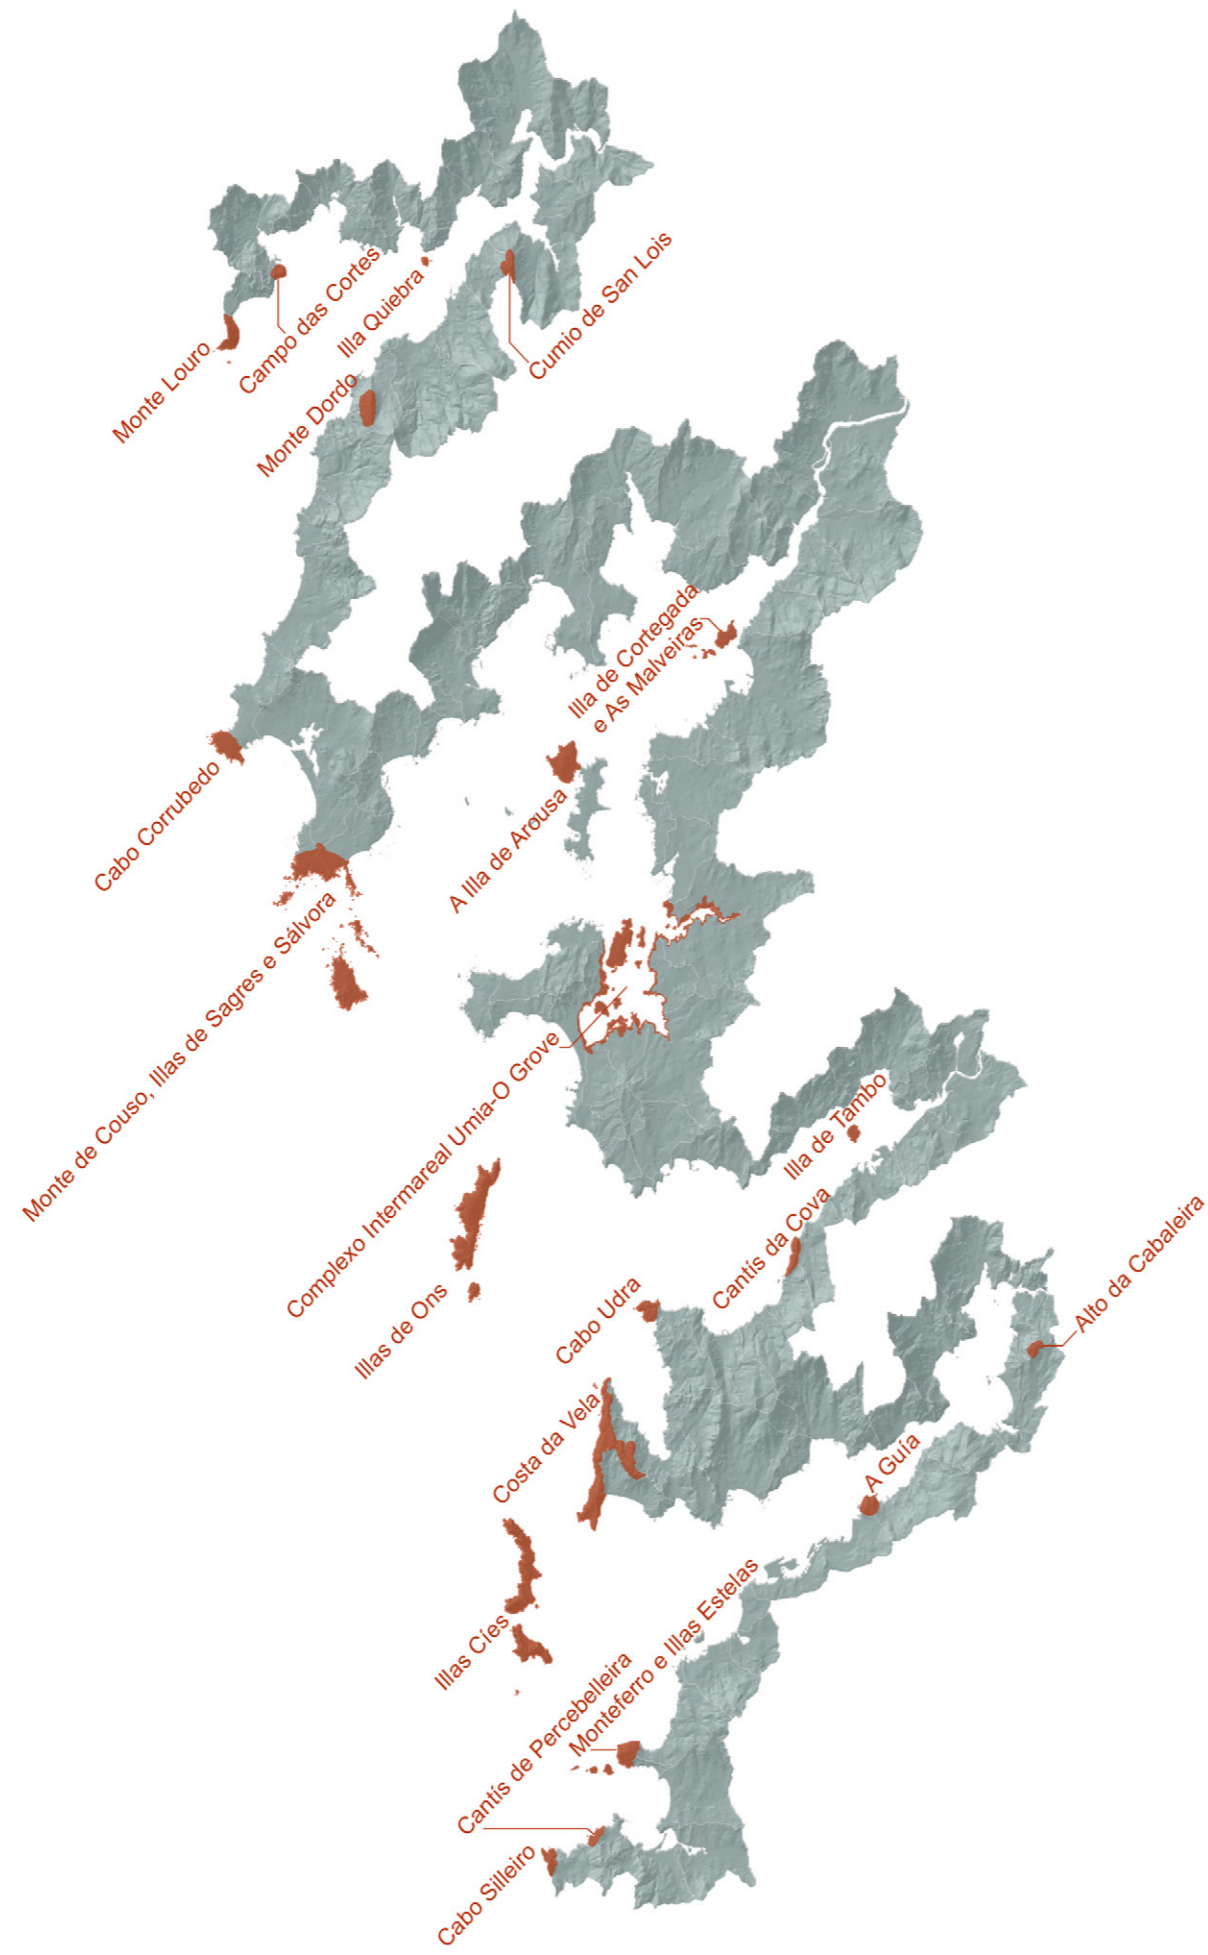 Monte Louro
Campo das Cortes
Illa Quiebra
Cumio de San Lois
Monte Dordo
Illa de Cortegada
e As Malveiras
Cabo Corrubedo
A Illa de Arousa
Monte de Couso, Illas de Sagres e Sálvora
Complexo Intermareal Umia-O Grove
Illa de Tambo
Illas de Ons
Cantís da Cova
Cabo Udra
Alto da Cabaleira
Costa da Vela
A Guía
Illas Cíes
Monteferro e Illas Estelas
Cantís de Percebelleira
Cabo Silleiro